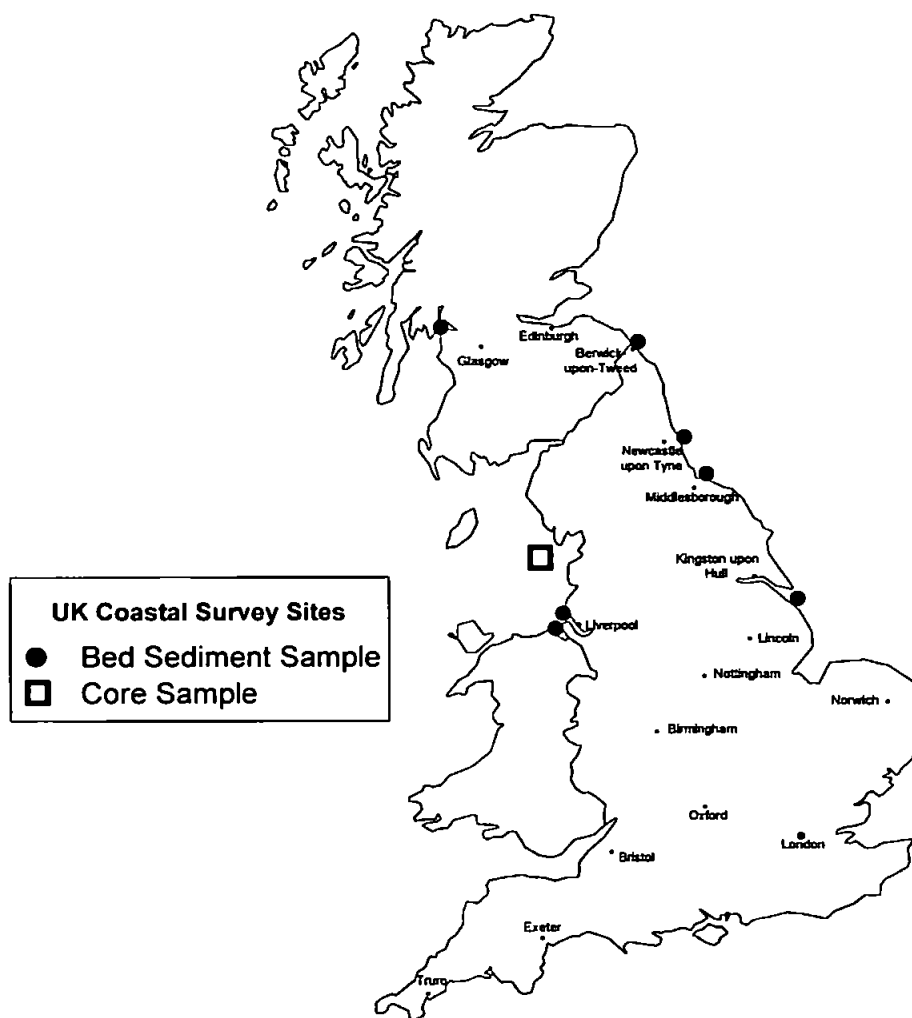 Edinburgh
Glasgow
Berwick
upon-Tweed
Newcastle
upon Tyne
Middlesborough
Kingston upon
Hull
UK Coastal Survey Sites
Bed Sediment Sample
Core Sample
Liverpool
Lincoln
Nottingham
Norwich
Birmingham
Oxford
London
Bristol
Exeter
Truro